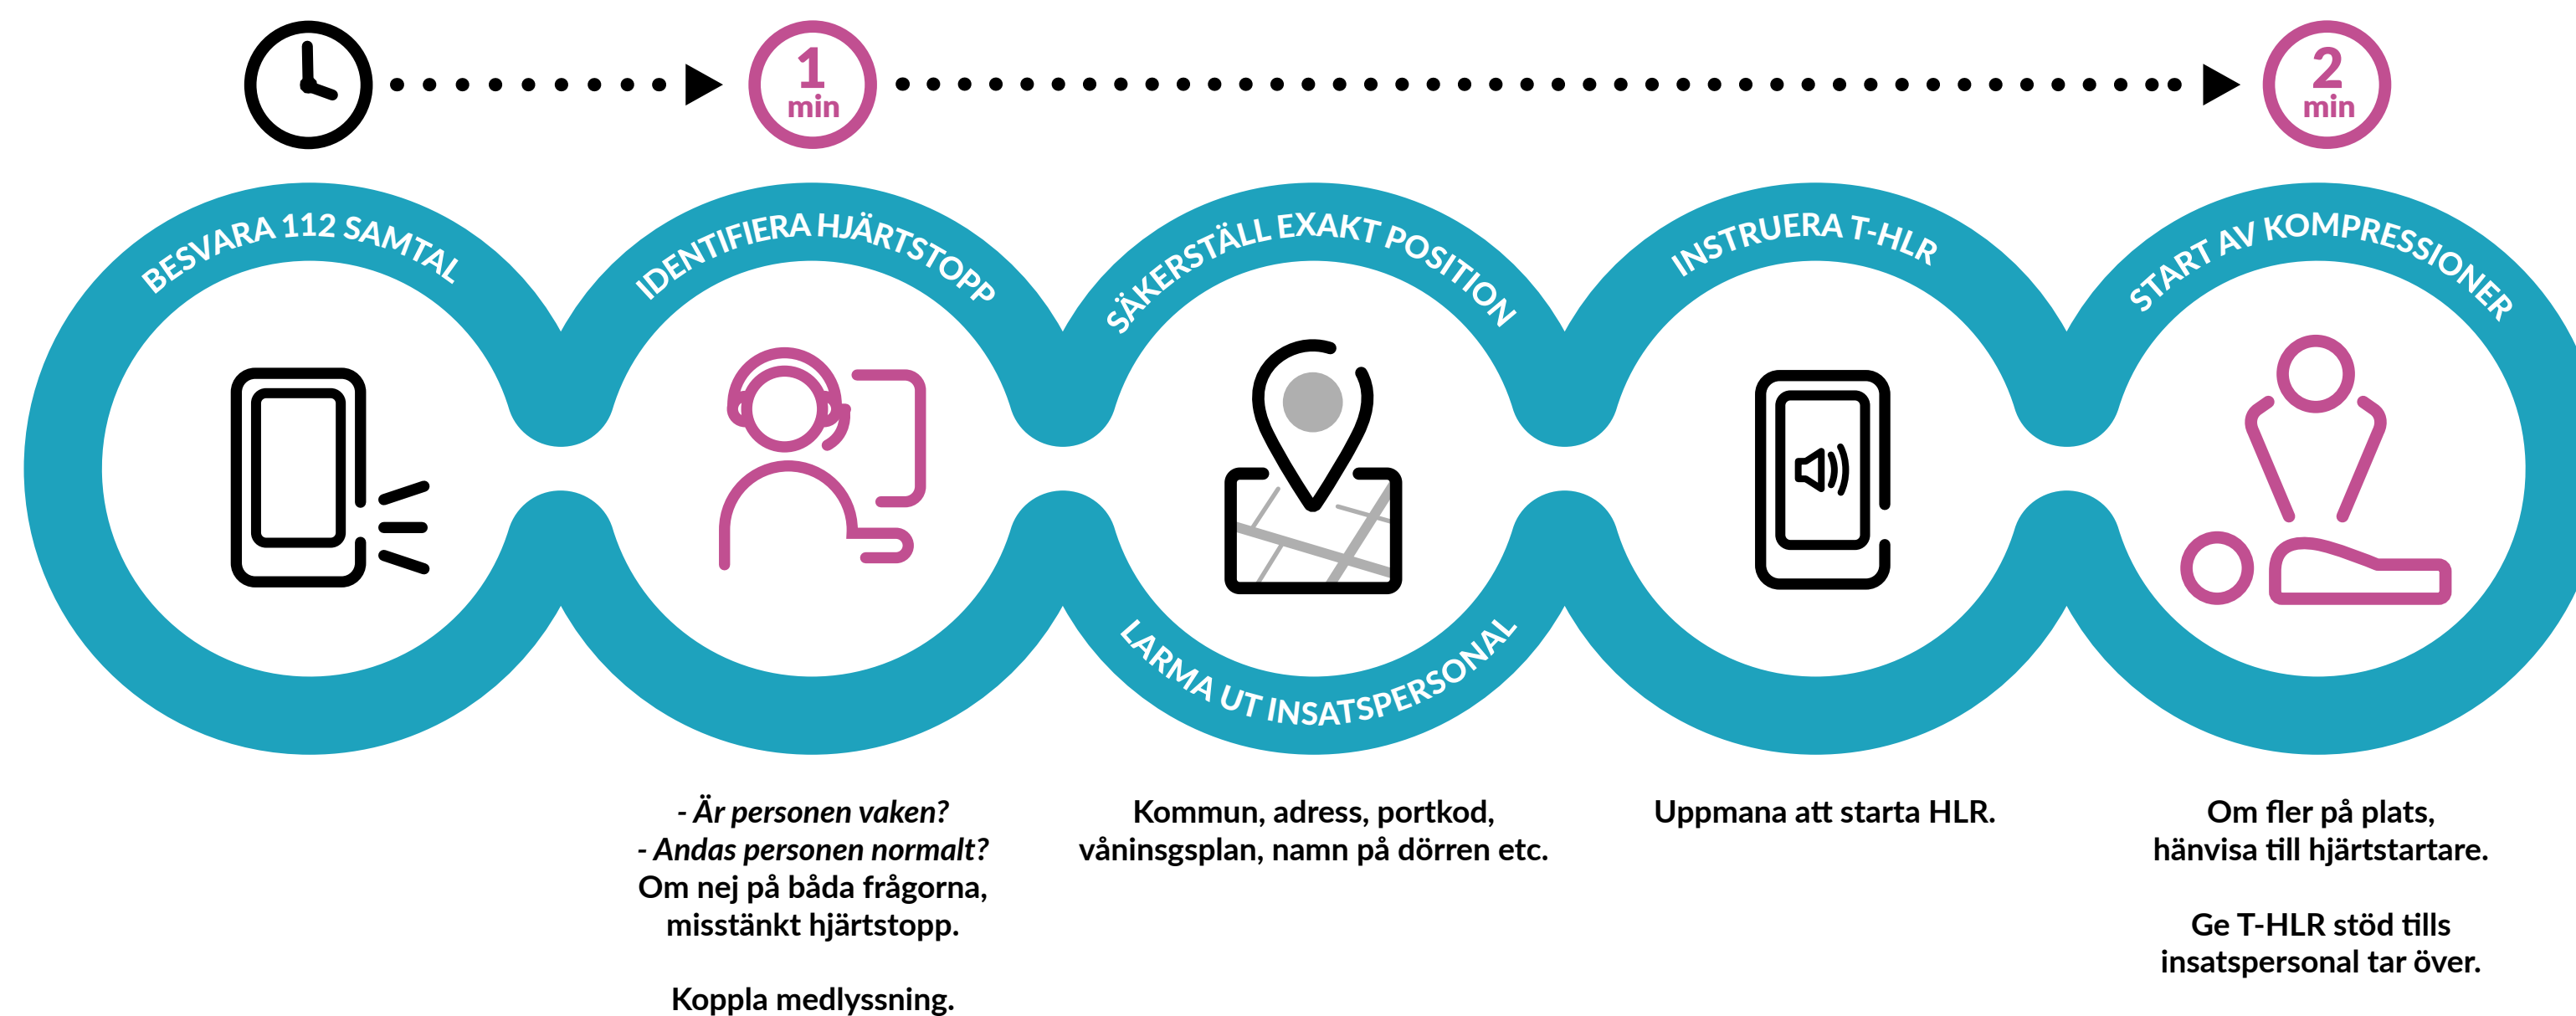 1
min
2
min
BESVARA 112 SAMTAL
IDENTIFIERA HJÄRTSTOPP
SÄKERSTÄLL EXAKT POSITION
LARMA UT INSATSPERSONAL
INSTRUERA T-HLR
START AV KOMPRESSIONER
- Är personen vaken?
- Andas personen normalt?
Om nej på båda frågorna,
misstänkt hjärtstopp.
Koppla medlyssning.
Kommun, adress, portkod,
våninsgsplan, namn på dörren etc.
Uppmana att starta HLR.
Om fler på plats,
hänvisa till hjärtstartare.
Ge T-HLR stöd tills
insatspersonal tar över.